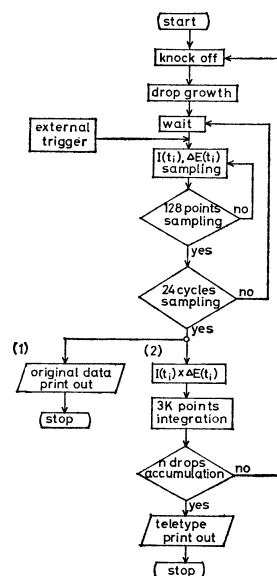 start
knock off
drop growth
wait
external
trigger
I(ti), ΔE(ti)
sampling
128 points
sampling
no
yes
24 cycles
sampling
no
yes
(1)
(2)
original data
print out
stop
I(ti) x ΔE(ti)
3K points
integration
n drops
accumulation
no
yes
teletype
print out
stop